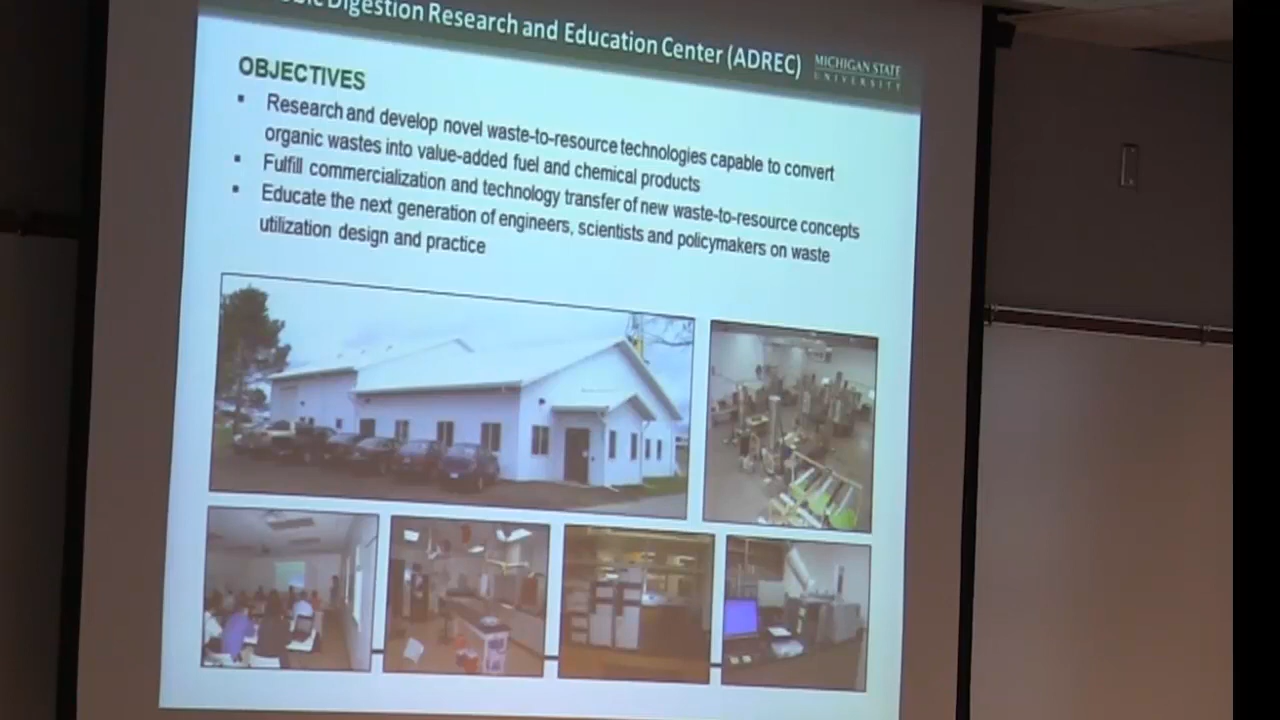 Digestion Research and Education Center (ADREC)
MICHIGAN STATE
UNIVERSITY
OBJECTIVES
▪ Research and develop novel waste-to-resource technologies capable to convert
organic wastes into value-added fuel and chemical products
▪ Fulfill commercialization and technology transfer of new waste-to-resource concepts
▪ Educate the next generation of engineers, scientists and policymakers on waste
utilization design and practice